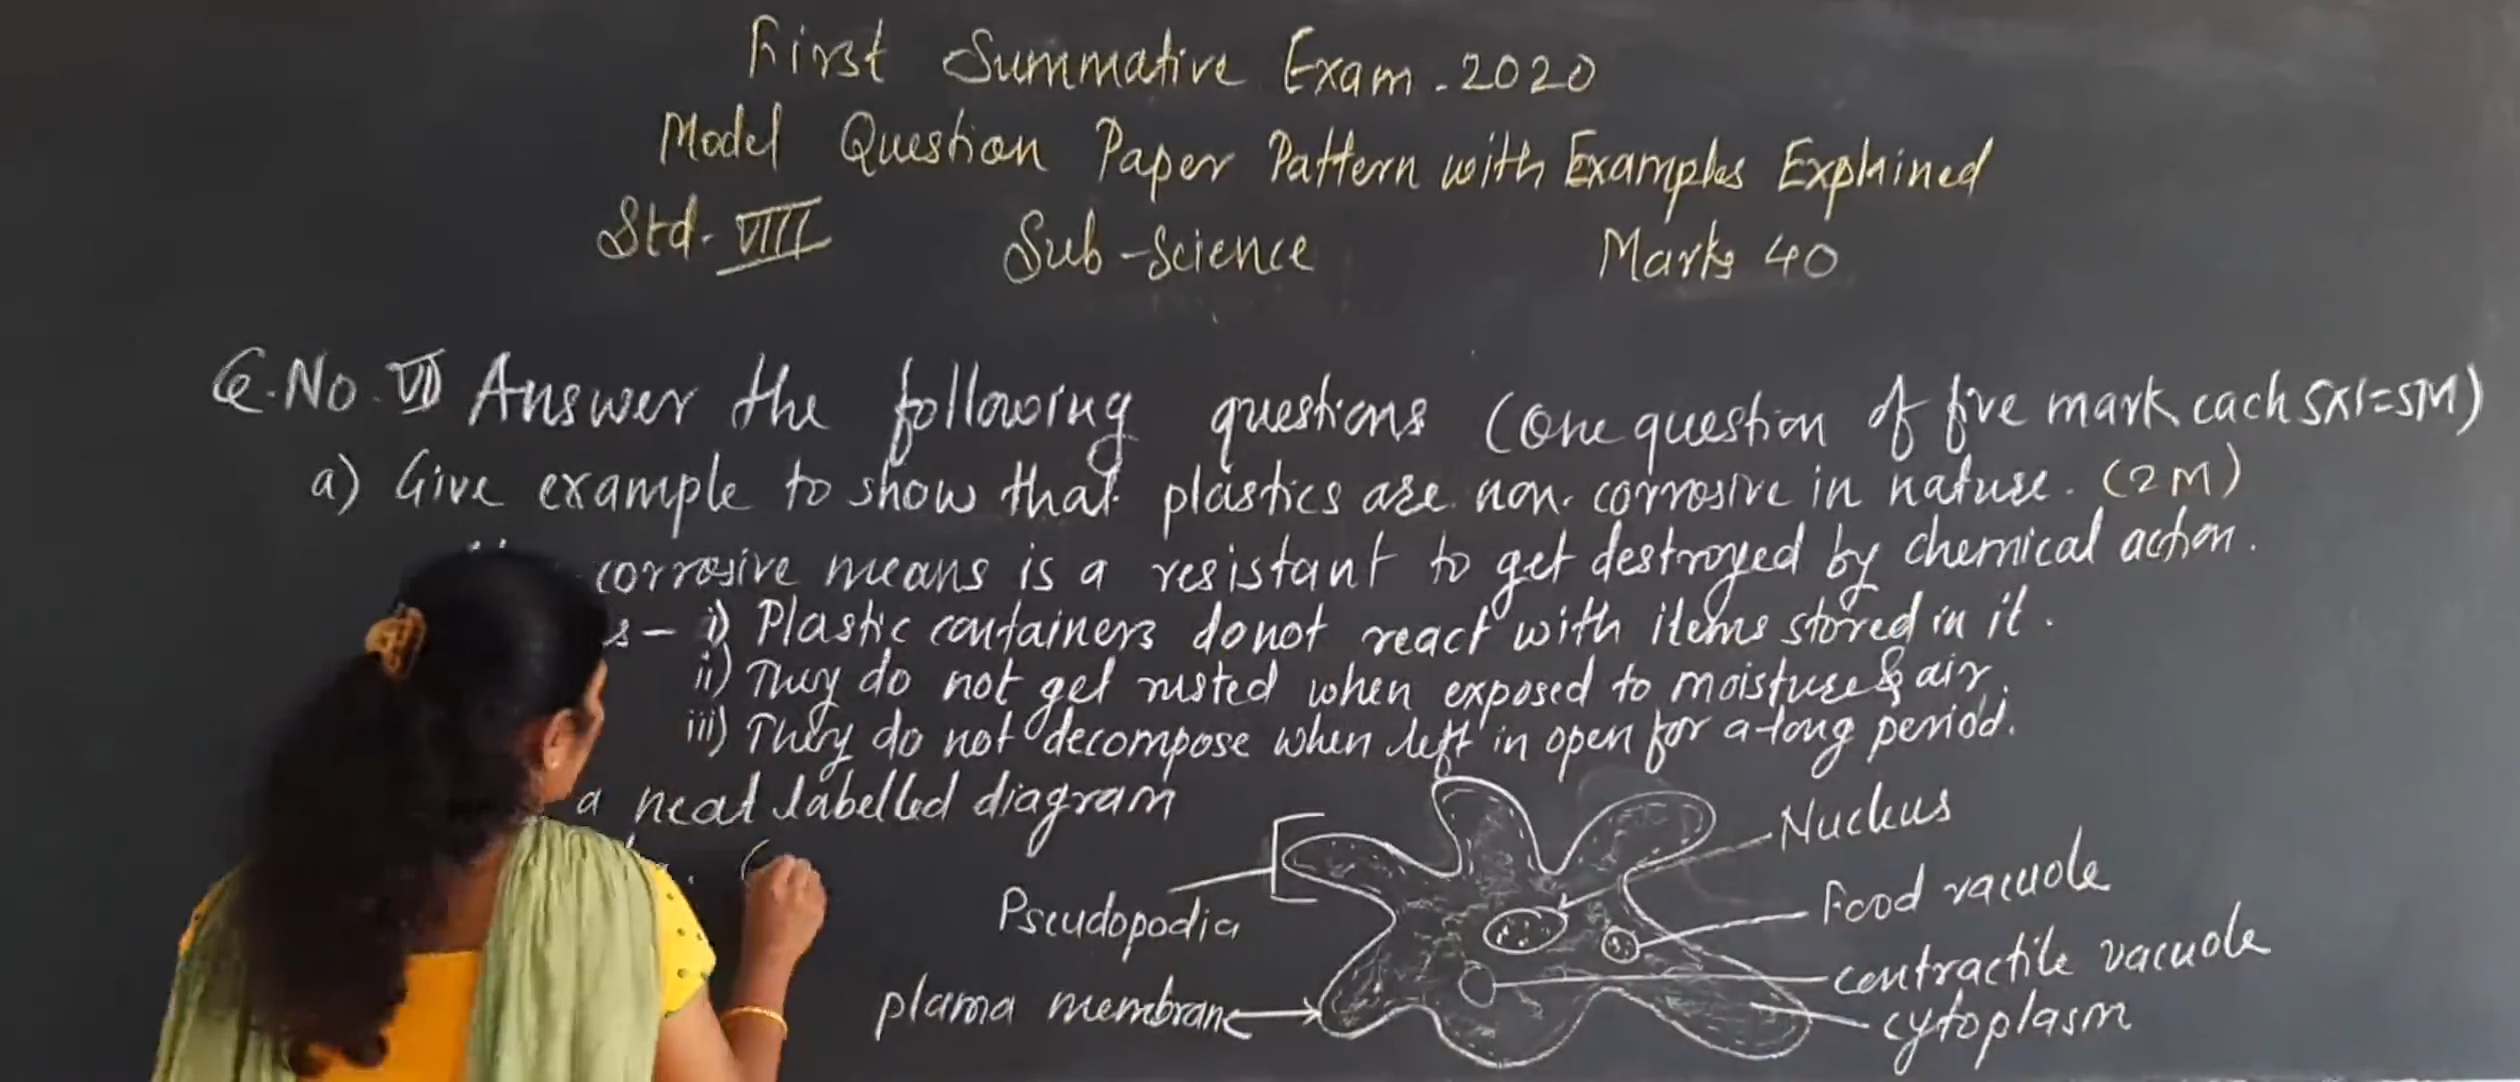 First Summative Exam. 2020
Model Question Paper Pattern with Examples Explained
Std. VIII Sub-Science Marks 40
Q.No. VI) Answer the following questions (One question of five mark each 5x1=5M)
a) Give example to show that plastics are non-corrosive in nature. (2M)
corrosive means is a resistant to get destroyed by chemical action.
s- i) Plastic containers donot react with items stored in it.
ii) They do not get rusted when exposed to moisture & air.
iii) They do not decompose when left in open for a long period.
a neat labelled diagram
(
Nucleus
Pseudopodia
Food vacuole
contractile vacuole
plasma membrane
cytoplasm